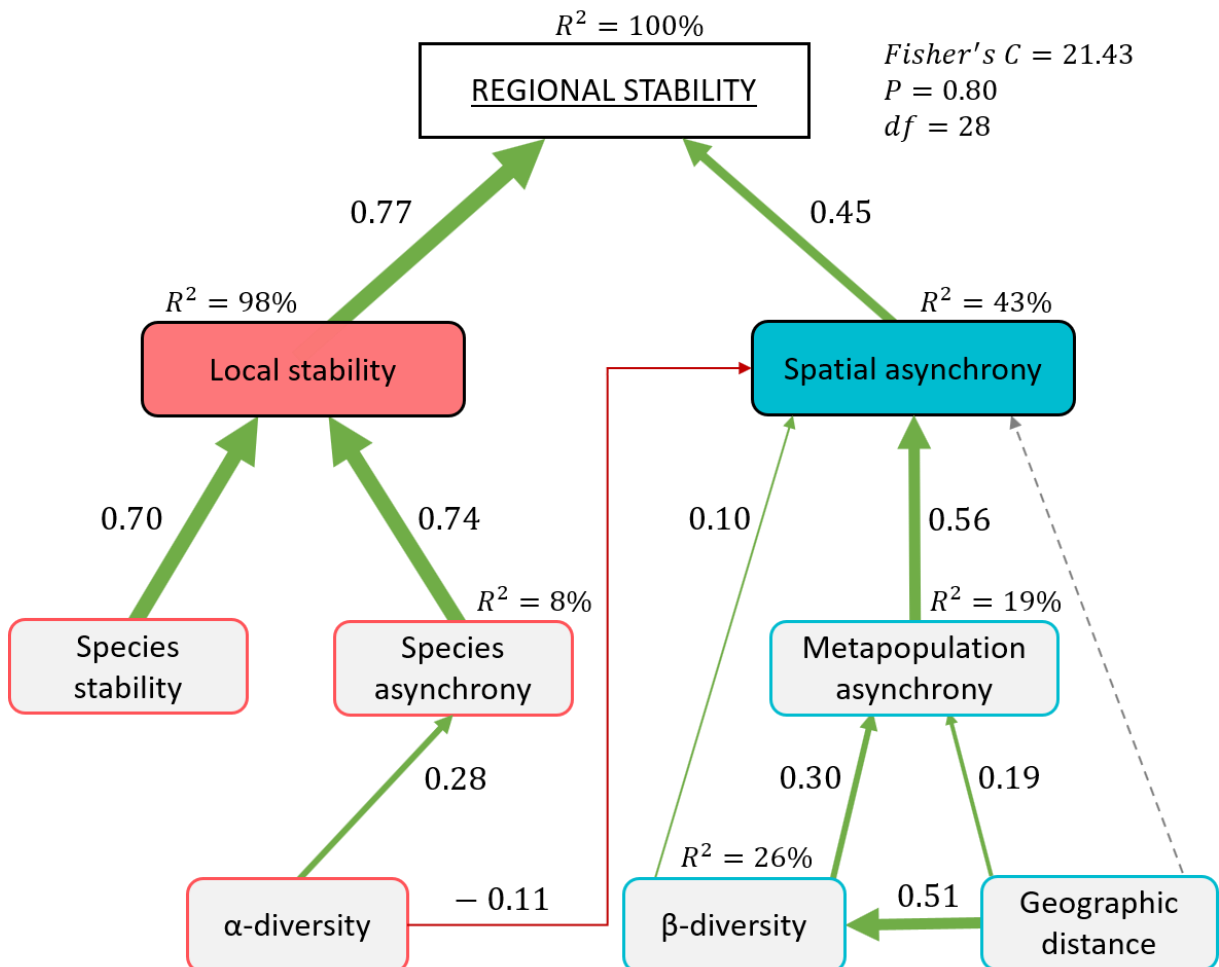 R² = 100%
REGIONAL STABILITY
Fisher's C = 21.43
P = 0.80
df = 28
0.77
0.45
R² = 98%
R² = 43%
Local stability
Spatial asynchrony
0.70
0.74
0.10
0.56
R² = 8%
R² = 19%
Species
stability
Species
asynchrony
Metapopulation
asynchrony
0.28
0.30
0.19
R² = 26%
α-diversity
− 0.11
β-diversity
0.51
Geographic
distance